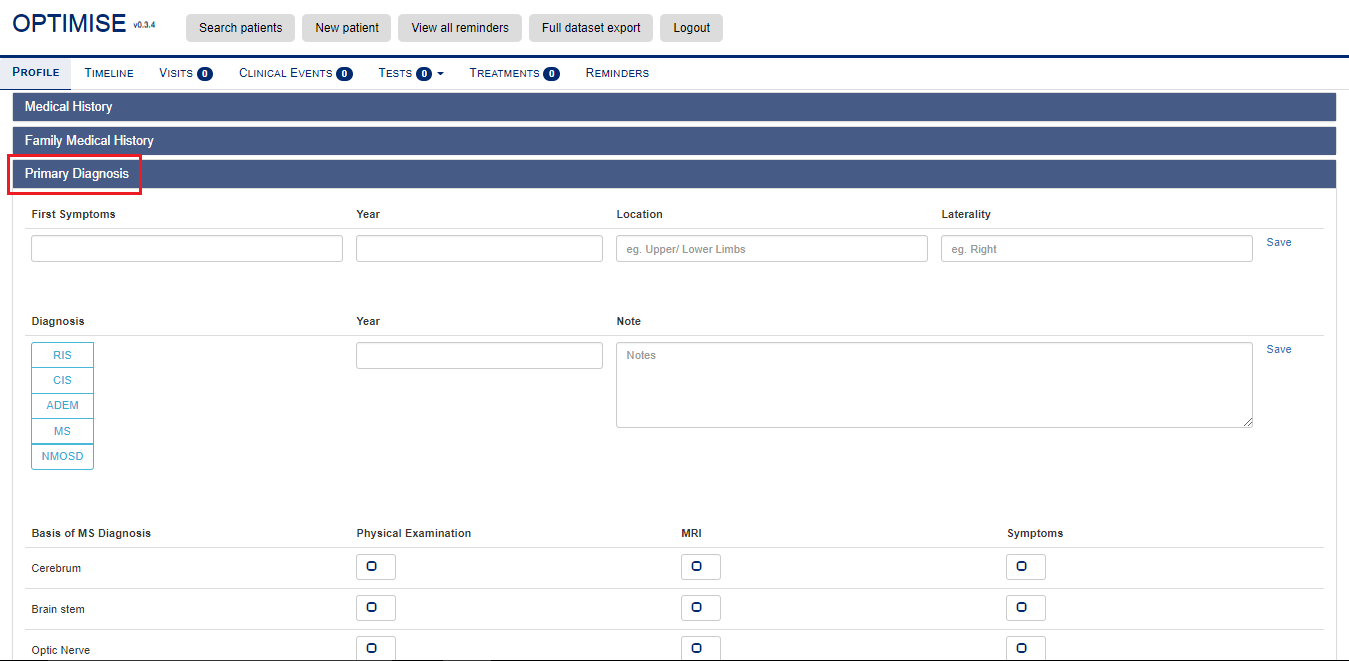 OPTIMISE v0.3.4 Search patients New patient View all reminders Full dataset export Logout
PROFILE TIMELINE VISITS 0 CLINICAL EVENTS 0 TESTS 0 TREATMENTS 0 REMINDERS
Medical History
Family Medical History
Primary Diagnosis
First Symptoms Year Location Laterality
eg. Upper/ Lower Limbs eg. Right Save
Diagnosis Year Note
RIS Notes Save
CIS
ADEM
MS
NMOSD
Basis of MS Diagnosis Physical Examination MRI Symptoms
Cerebrum
Brain stem
Optic Nerve